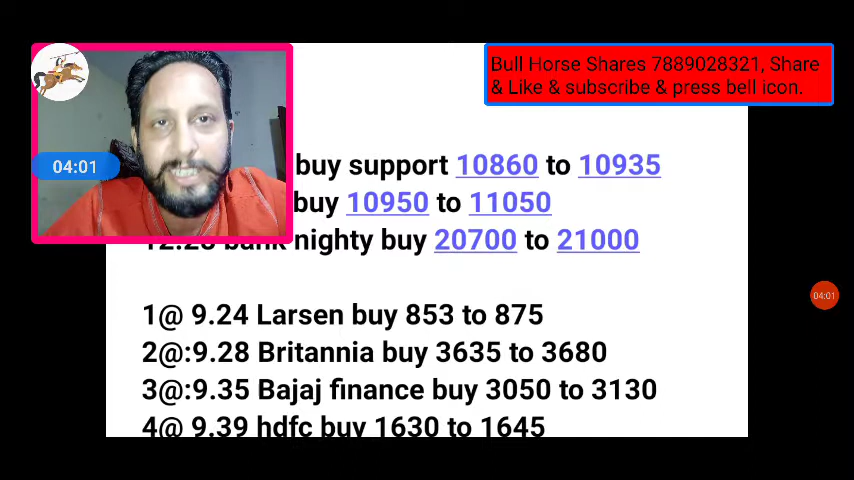 Bull Horse Shares 7889028321, Share
& Like & subscribe & press bell icon.
04:01
buy support 10860 to 10935
buy 10950 to 11050
nighty buy 20700 to 21000
04:01
1@ 9.24 Larsen buy 853 to 875
2@:9.28 Britannia buy 3635 to 3680
3@:9.35 Bajaj finance buy 3050 to 3130
4@ 9.39 hdfc buy 1630 to 1645